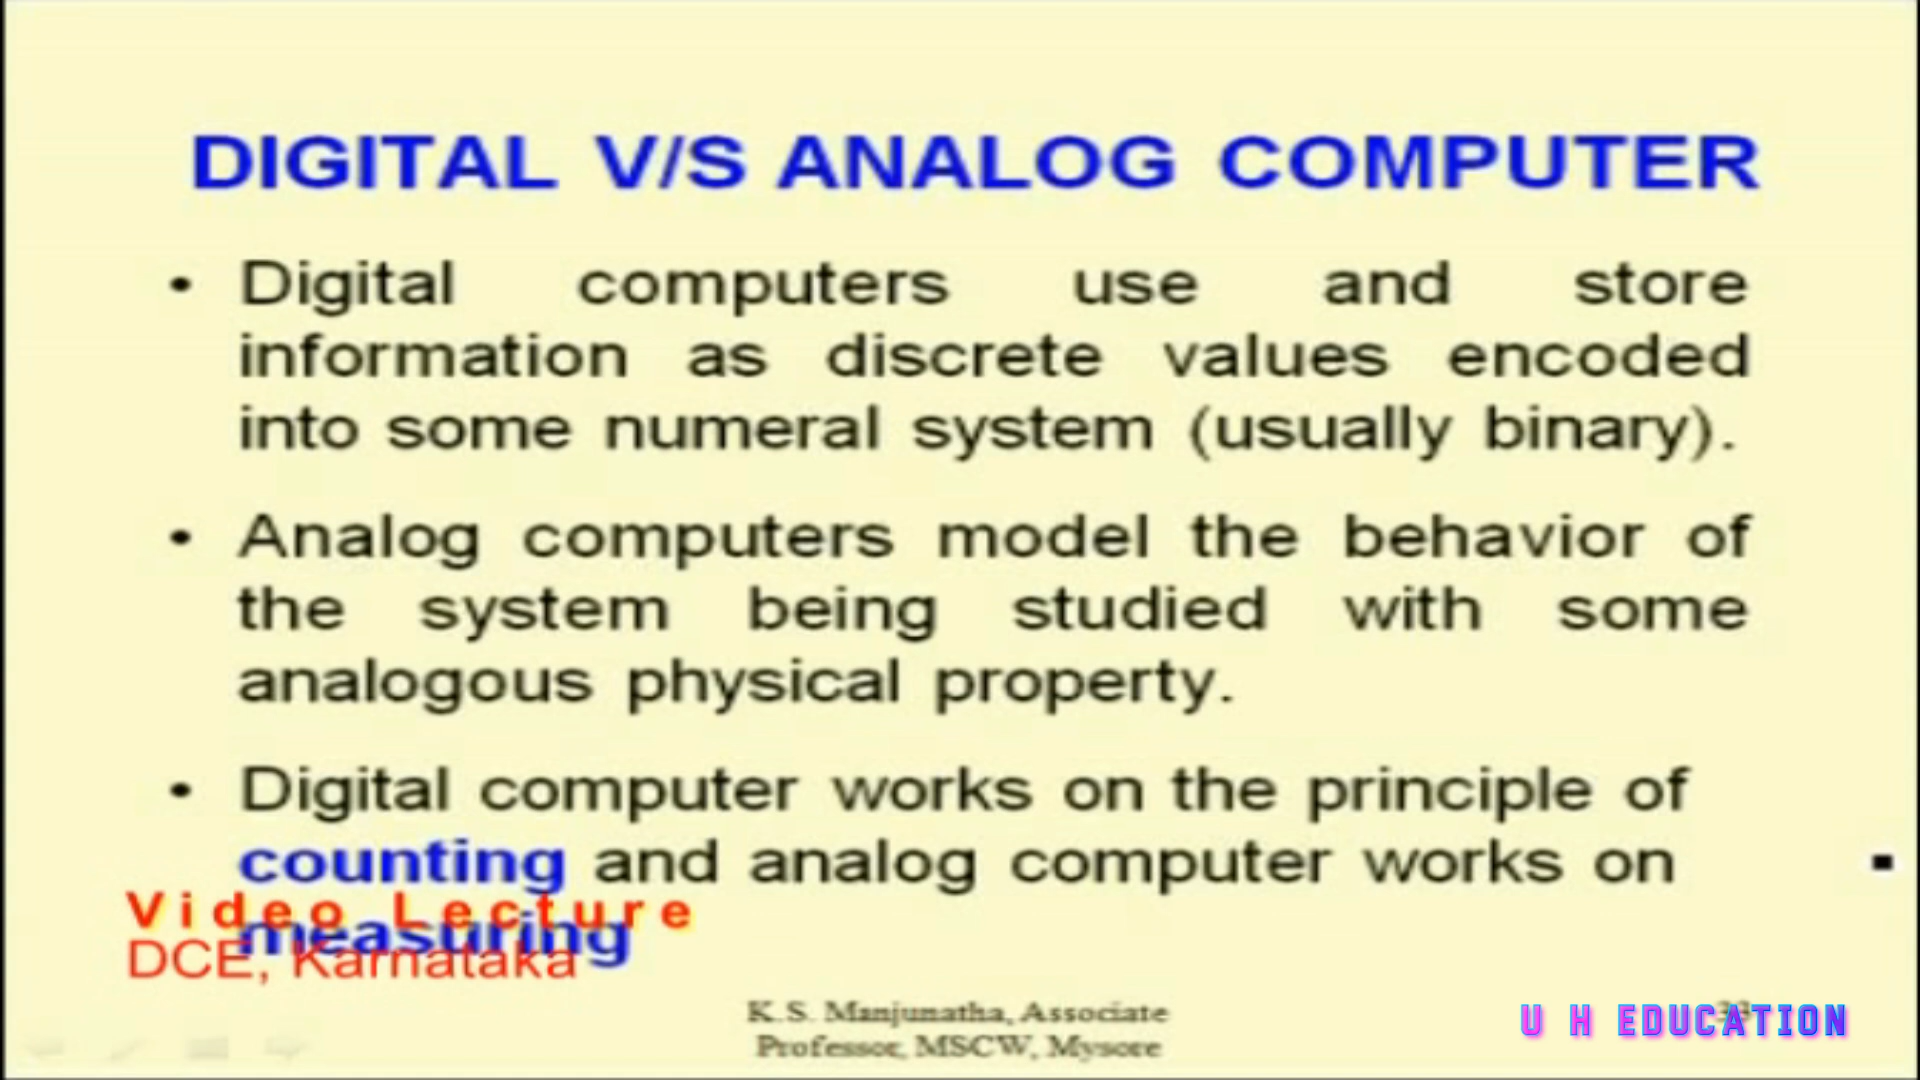 DIGITAL V/S ANALOG COMPUTER
• Digital computers use and store
information as discrete values encoded
into some numeral system (usually binary).
• Analog computers model the behavior of
the system being studied with some
analogous physical property.
• Digital computer works on the principle of
counting and analog computer works on
measuring
Video Lecture
DCE, Karnataka
K.S. Manjunatha, Associate
Professor, MSCW, Mysore
U H EDUCATION